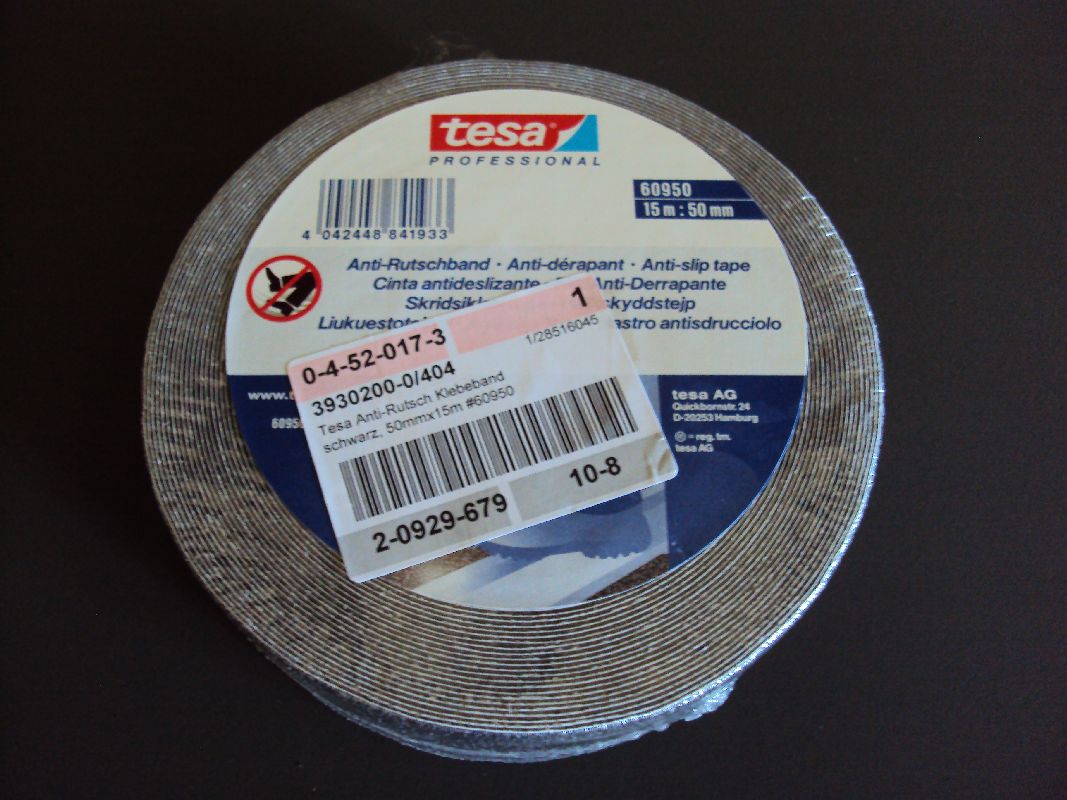 tesa®
PROFESSIONAL
60950
15 m : 50 mm
4 042448 841933
Anti-Rutschband · Anti-dérapant · Anti-slip tape
Cinta antideslizante · Anti-Derrapante
Skridsik skyddstejp
Liukuesto astro antisdrucciolo
0-4-52-017-3
1
3930200-0/404
1/28516045
Tesa Anti-Rutsch Klebeband
schwarz, 50mmx15m #60950
2-0929-679
10-8
www.
6095
tesa AG
Quickbornstr. 24
D-20253 Hamburg
® = reg. tm.
tesa AG